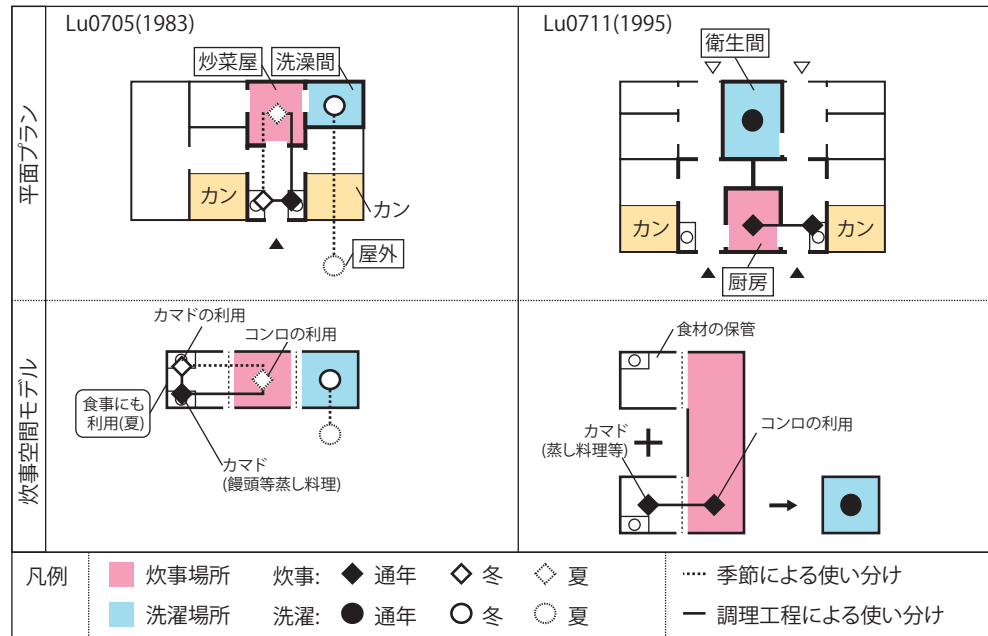 Lu0705(1983)
Lu0711(1995)
平面プラン
炒菜屋
洗澡間
カン
カン
屋外
衛生間
カン
カン
厨房
炊事空間モデル
カマドの利用
コンロの利用
食事にも
利用(夏)
カマド
(饅頭等蒸し料理)
食材の保管
カマド
(蒸し料理等)
コンロの利用
凡例
炊事場所
炊事: 通年 冬 夏
季節による使い分け
洗濯場所
洗濯: 通年 冬 夏
調理工程による使い分け